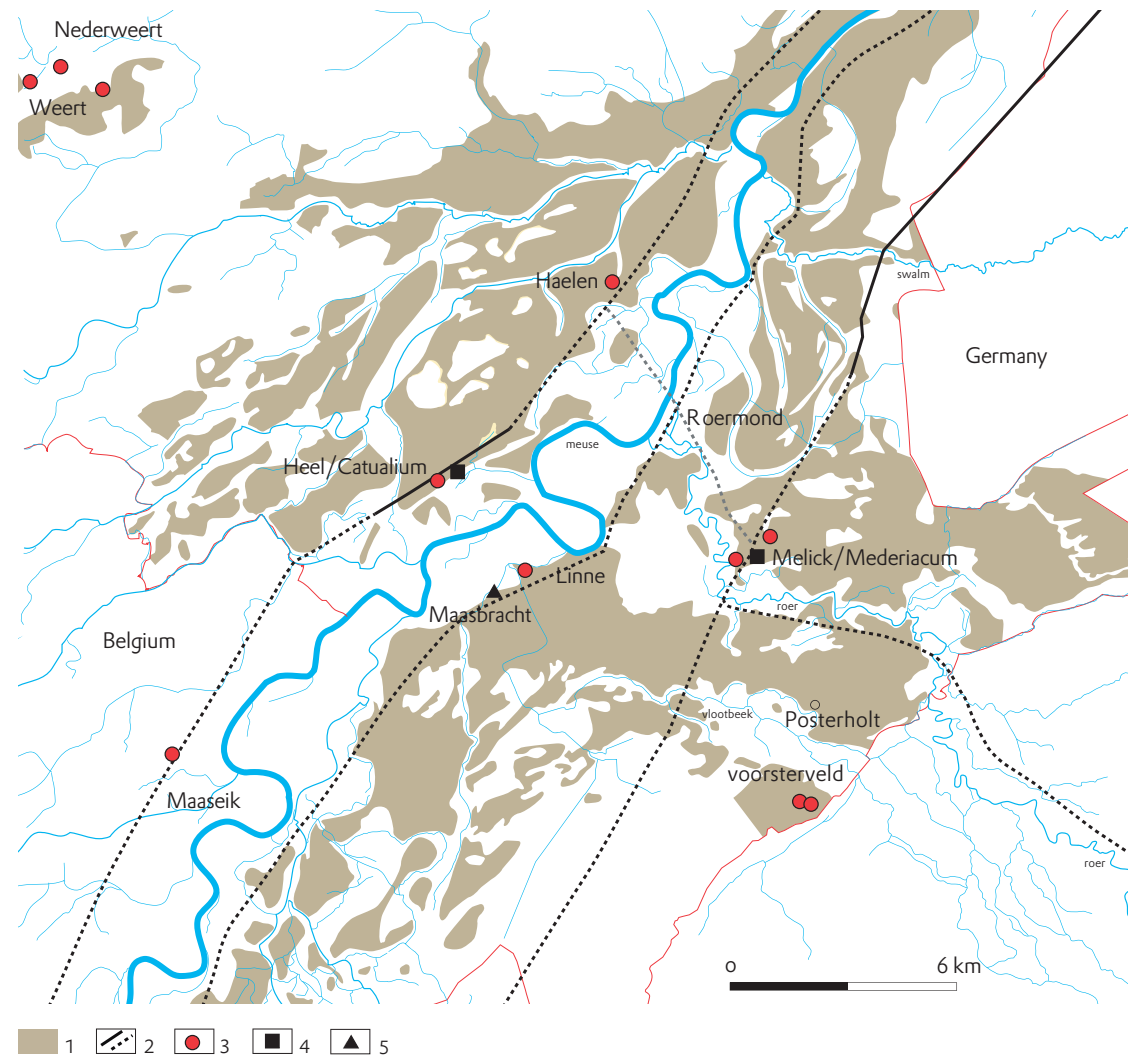 Nederweert
Weert
Haelen
swalm
Germany
Roermond
meuse
Heel/Catualium
Melick/Mederiacum
Linne
Maasbracht
roer
Belgium
vlootbeek
Posterholt
voorsterveld
Maaseik
roer
0 6 km
1 2 3 4 5